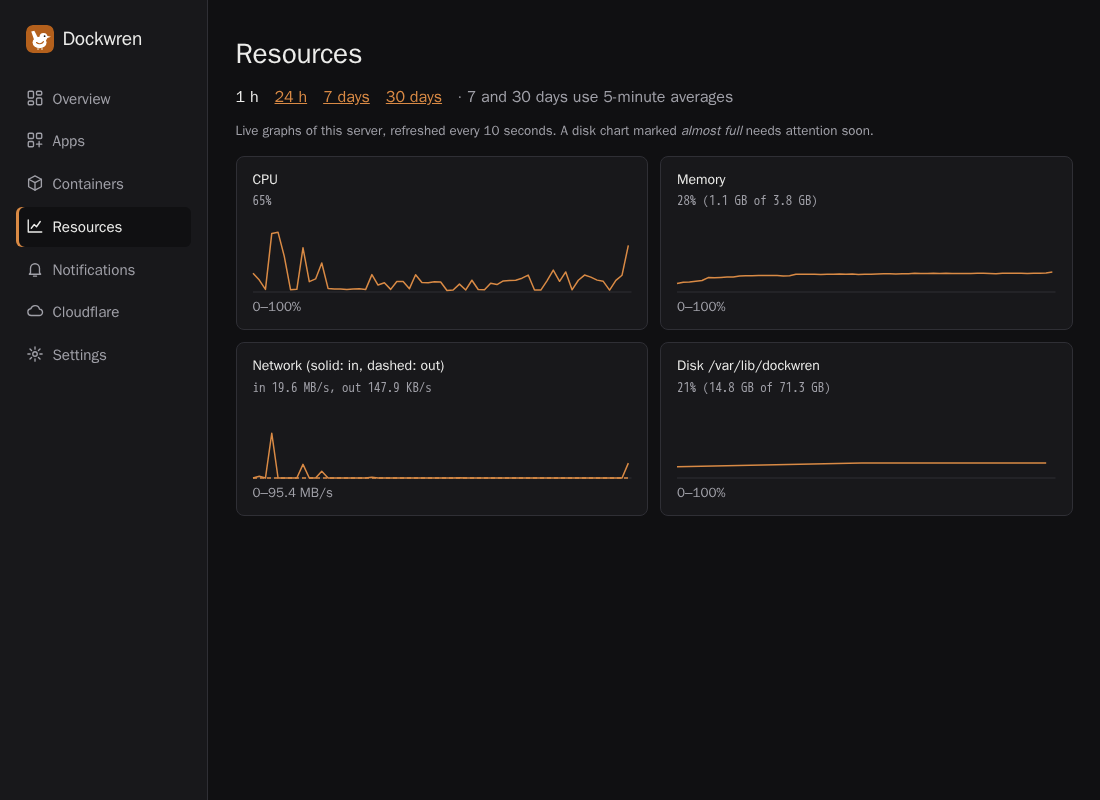 Dockwren
Overview
Apps
Containers
Resources
Notifications
Cloudflare
Settings
Resources
1 h 24 h 7 days 30 days · 7 and 30 days use 5-minute averages
Live graphs of this server, refreshed every 10 seconds. A disk chart marked almost full needs attention soon.
CPU
65%
0–100%
Memory
28% (1.1 GB of 3.8 GB)
0–100%
Network (solid: in, dashed: out)
in 19.6 MB/s, out 147.9 KB/s
0–95.4 MB/s
Disk /var/lib/dockwren
21% (14.8 GB of 71.3 GB)
0–100%